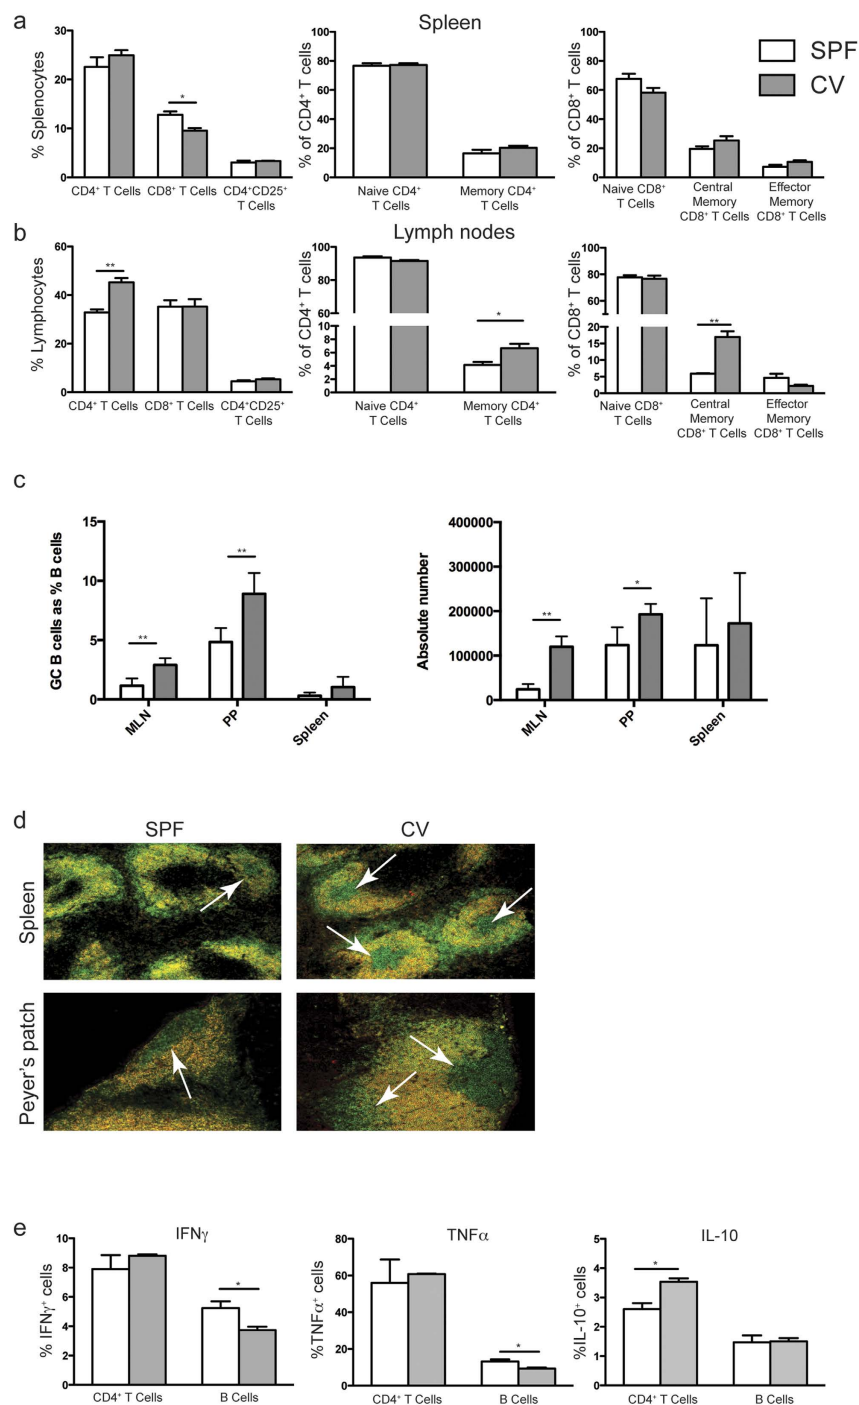 a
Spleen
SPF
CV
% Splenocytes
30
20
10
0
*
CD4+ T Cells
CD8+ T Cells
CD4+CD25+
T Cells
% of CD4+ T cells
100
80
60
40
20
0
Naive CD4+
T Cells
Memory CD4+
T Cells
% of CD8+ T cells
100
80
60
40
20
0
Naive CD8+
T Cells
Central
Memory
CD8+ T Cells
Effector
Memory
CD8+ T Cells
b
Lymph nodes
% Lymphocytes
60
40
20
0
**
CD4+ T Cells
CD8+ T Cells
CD4+CD25+
T Cells
% of CD4+ T cells
100
80
60
10
8
6
4
2
0
*
Naive CD4+
T Cells
Memory CD4+
T Cells
% of CD8+ T cells
100
80
60
20
15
10
5
0
**
Naive CD8+
T Cells
Central
Memory
CD8+ T Cells
Effector
Memory
CD8+ T Cells
c
GC B cells as % B cells
15
10
5
0
**
**
MLN
PP
Spleen
Absolute number
400000
300000
200000
100000
0
**
*
MLN
PP
Spleen
d
SPF
CV
Spleen
Peyer's patch
e
IFNγ
% IFNγ+ cells
10
8
6
4
2
0
*
CD4+ T Cells
B Cells
TNFα
%TNFα+ cells
80
60
40
20
0
*
CD4+ T Cells
B Cells
IL-10
%IL-10+ cells
5
4
3
2
1
0
*
CD4+ T Cells
B Cells